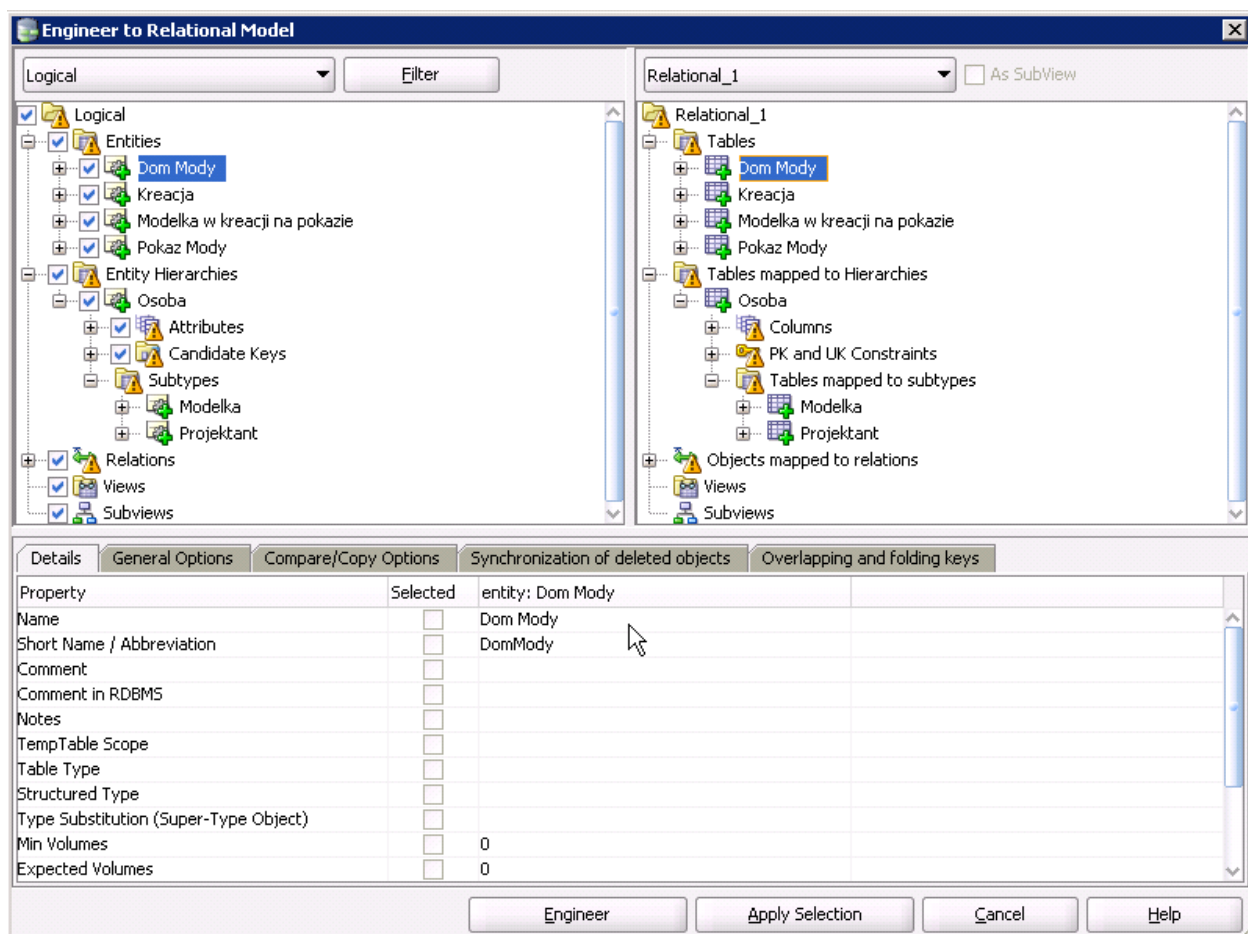 Engineer to Relational Model
Logical
Filter
Relational_1
As SubView
Logical
Entities
Dom Mody
Kreacja
Modelka w kreacji na pokazie
Pokaz Mody
Entity Hierarchies
Osoba
Attributes
Candidate Keys
Subtypes
Modelka
Projektant
Relations
Views
Subviews
Relational_1
Tables
Dom Mody
Kreacja
Modelka w kreacji na pokazie
Pokaz Mody
Tables mapped to Hierarchies
Osoba
Columns
PK and UK Constraints
Tables mapped to subtypes
Modelka
Projektant
Objects mapped to relations
Views
Subviews
Details General Options Compare/Copy Options Synchronization of deleted objects Overlapping and folding keys
Property Selected entity: Dom Mody
Name Dom Mody
Short Name / Abbreviation DomMody
Comment
Comment in RDBMS
Notes
TempTable Scope
Table Type
Structured Type
Type Substitution (Super-Type Object)
Min Volumes 0
Expected Volumes 0
Engineer Apply Selection Cancel Help